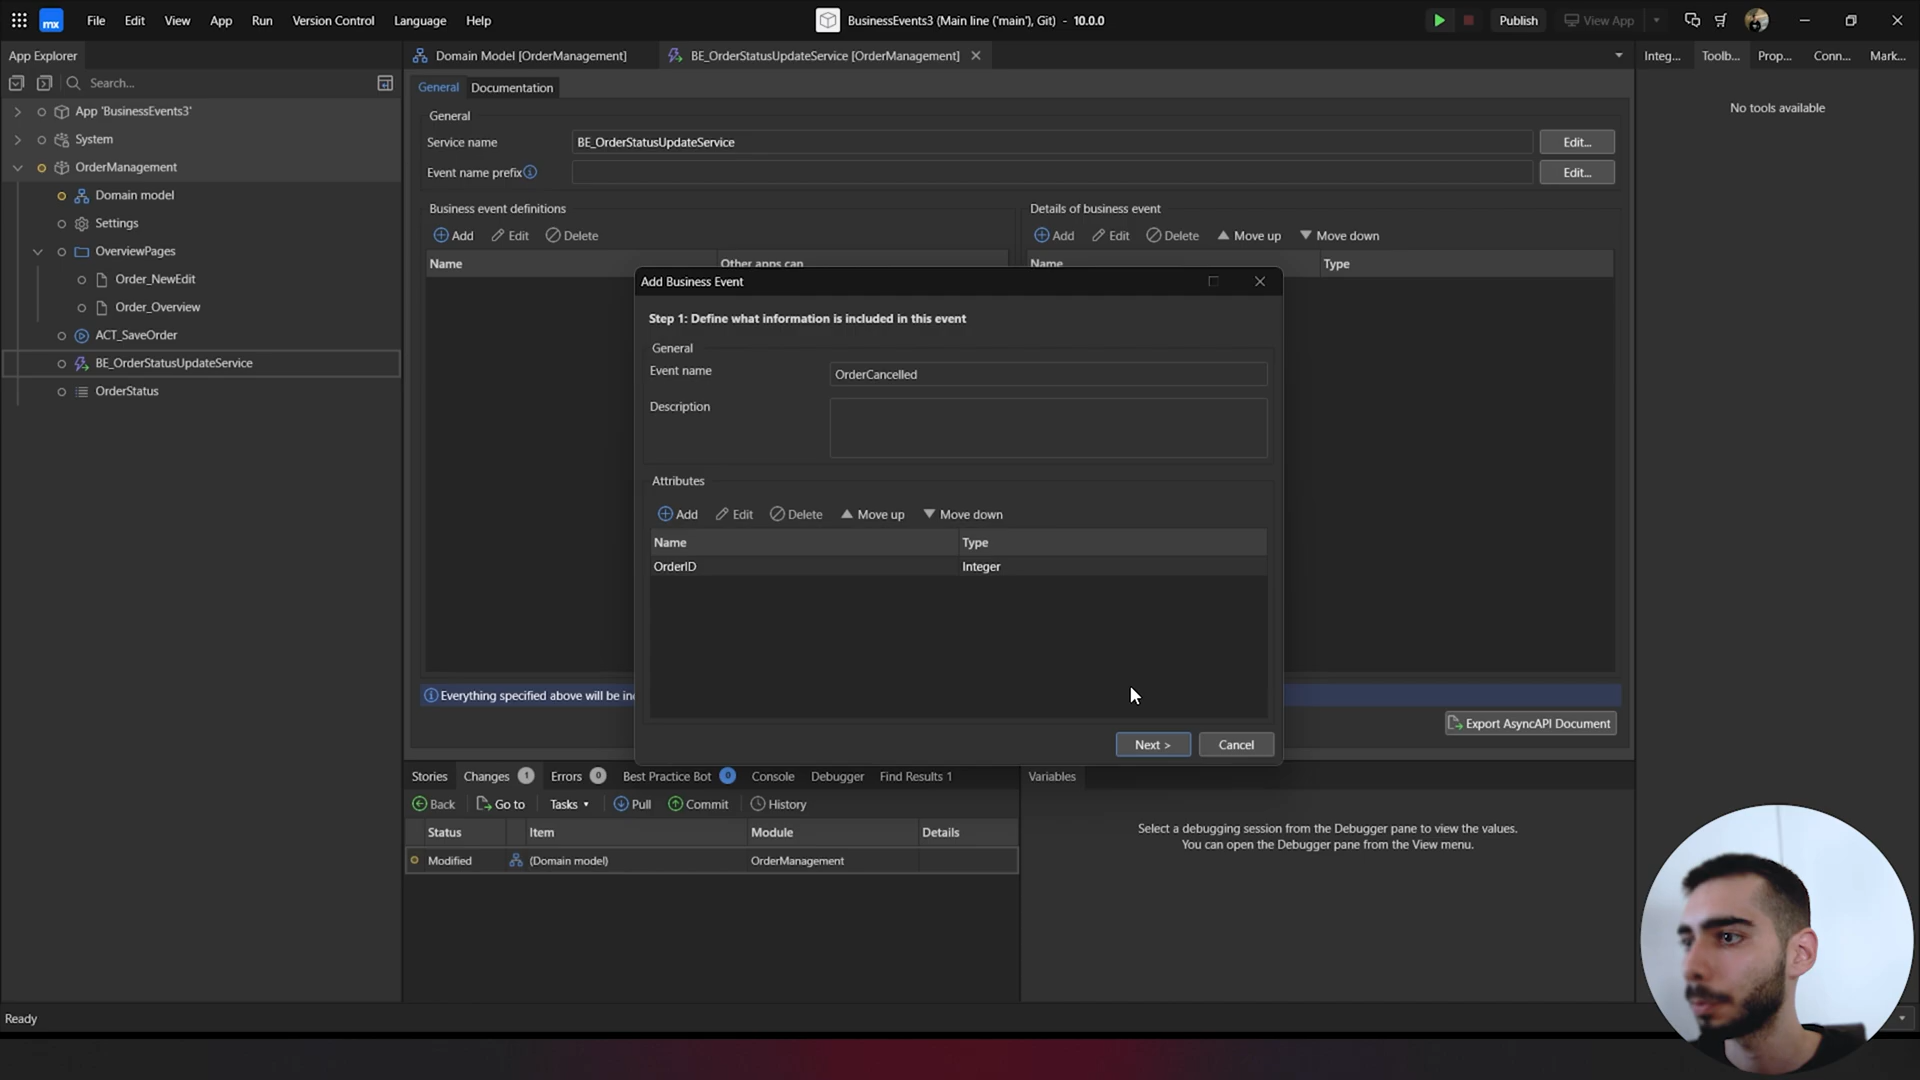 mx File Edit View App Run Version Control Language Help BusinessEvents3 (Main line ('main'), Git) - 10.0.0 Publish View App
App Explorer
Domain Model [OrderManagement] BE_OrderStatusUpdateService [OrderManagement]
Integ... Toolb... Prop... Conn... Mark...
Search...
General Documentation
No tools available
App 'BusinessEvents3'
System
OrderManagement
Domain model
Settings
OverviewPages
Order_NewEdit
Order_Overview
ACT_SaveOrder
BE_OrderStatusUpdateService
OrderStatus
General
Service name BE_OrderStatusUpdateService Edit...
Event name prefix Edit...
Business event definitions
Add Edit Delete
Name Other apps can
Details of business event
Add Edit Delete Move up Move down
Name Type
Add Business Event
Step 1: Define what information is included in this event
General
Event name OrderCancelled
Description
Attributes
Add Edit Delete Move up Move down
Name Type
OrderID Integer
Next > Cancel
Everything specified above will be in
Export AsyncAPI Document
Stories Changes 1 Errors 0 Best Practice Bot 0 Console Debugger Find Results 1
Back Go to Tasks Pull Commit History
Status Item Module Details
Modified (Domain model) OrderManagement
Variables
Select a debugging session from the Debugger pane to view the values.
You can open the Debugger pane from the View menu.
Ready